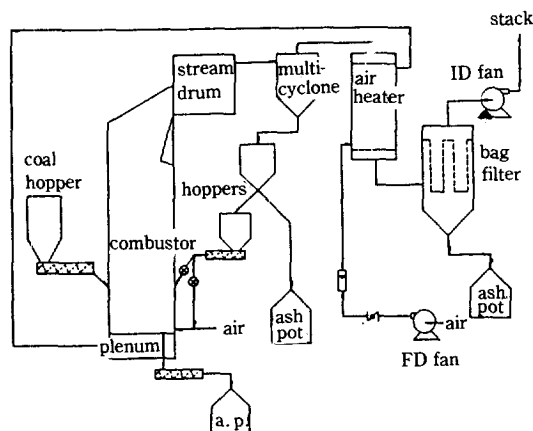 stack
ID fan
stream
drum
multi-
cyclone
air
heater
bag
filter
coal
hopper
hoppers
combustor
ash
pot
ash
pot
air
air
plenum
FD fan
a. p.